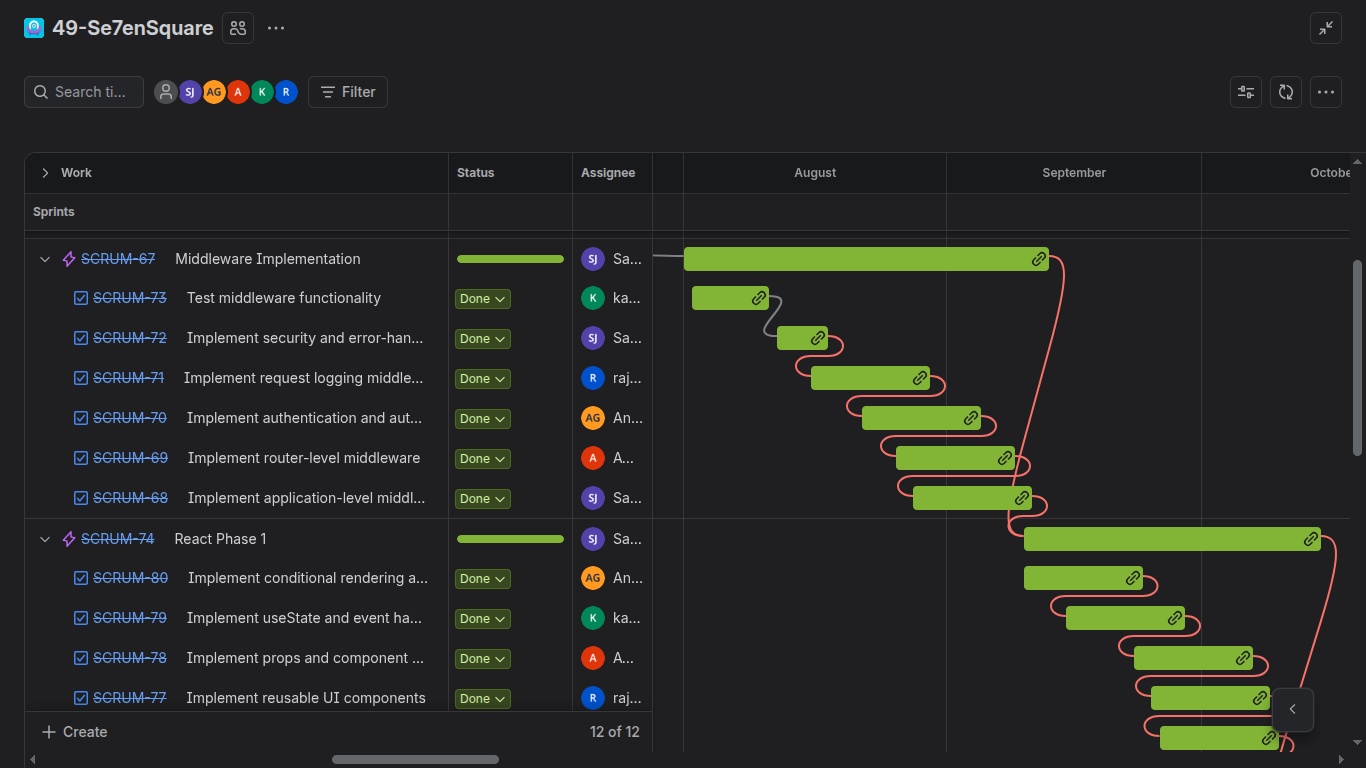 49-Se7enSquare
Search ti... SJ AG A K R Filter
Work Status Assignee August September Octobe
Sprints
SCRUM-67 Middleware Implementation SJ Sa...
SCRUM-73 Test middleware functionality Done K ka...
SCRUM-72 Implement security and error-han... Done SJ Sa...
SCRUM-71 Implement request logging middle... Done R raj...
SCRUM-70 Implement authentication and aut... Done AG An...
SCRUM-69 Implement router-level middleware Done A A...
SCRUM-68 Implement application-level middl... Done SJ Sa...
SCRUM-74 React Phase 1 SJ Sa...
SCRUM-80 Implement conditional rendering a... Done AG An...
SCRUM-79 Implement useState and event ha... Done K ka...
SCRUM-78 Implement props and component ... Done A A...
SCRUM-77 Implement reusable UI components Done R raj...
Create 12 of 12